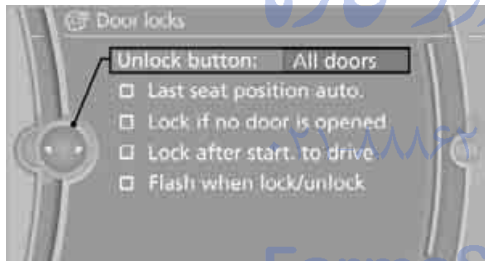 Door locks
Unlock button: All doors
Last seat position auto.
Lock if no door is opened
Lock after start. to drive
Flash when lock/unlock